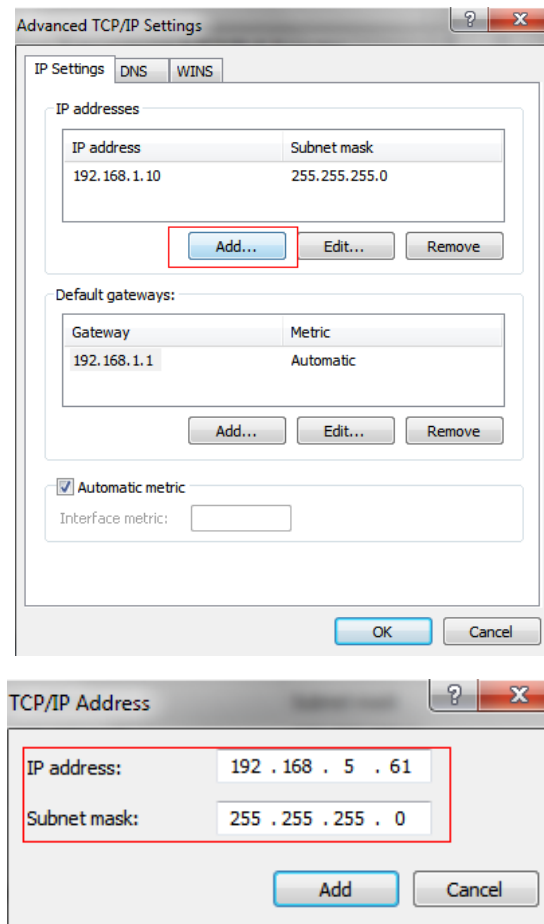 Advanced TCP/IP Settings
IP Settings DNS WINS
IP addresses
IP address Subnet mask
192.168.1.10 255.255.255.0
Add... Edit... Remove
Default gateways:
Gateway Metric
192.168.1.1 Automatic
Add... Edit... Remove
Automatic metric
Interface metric:
OK Cancel
TCP/IP Address
IP address: 192 . 168 . 5 . 61
Subnet mask: 255 . 255 . 255 . 0
Add Cancel